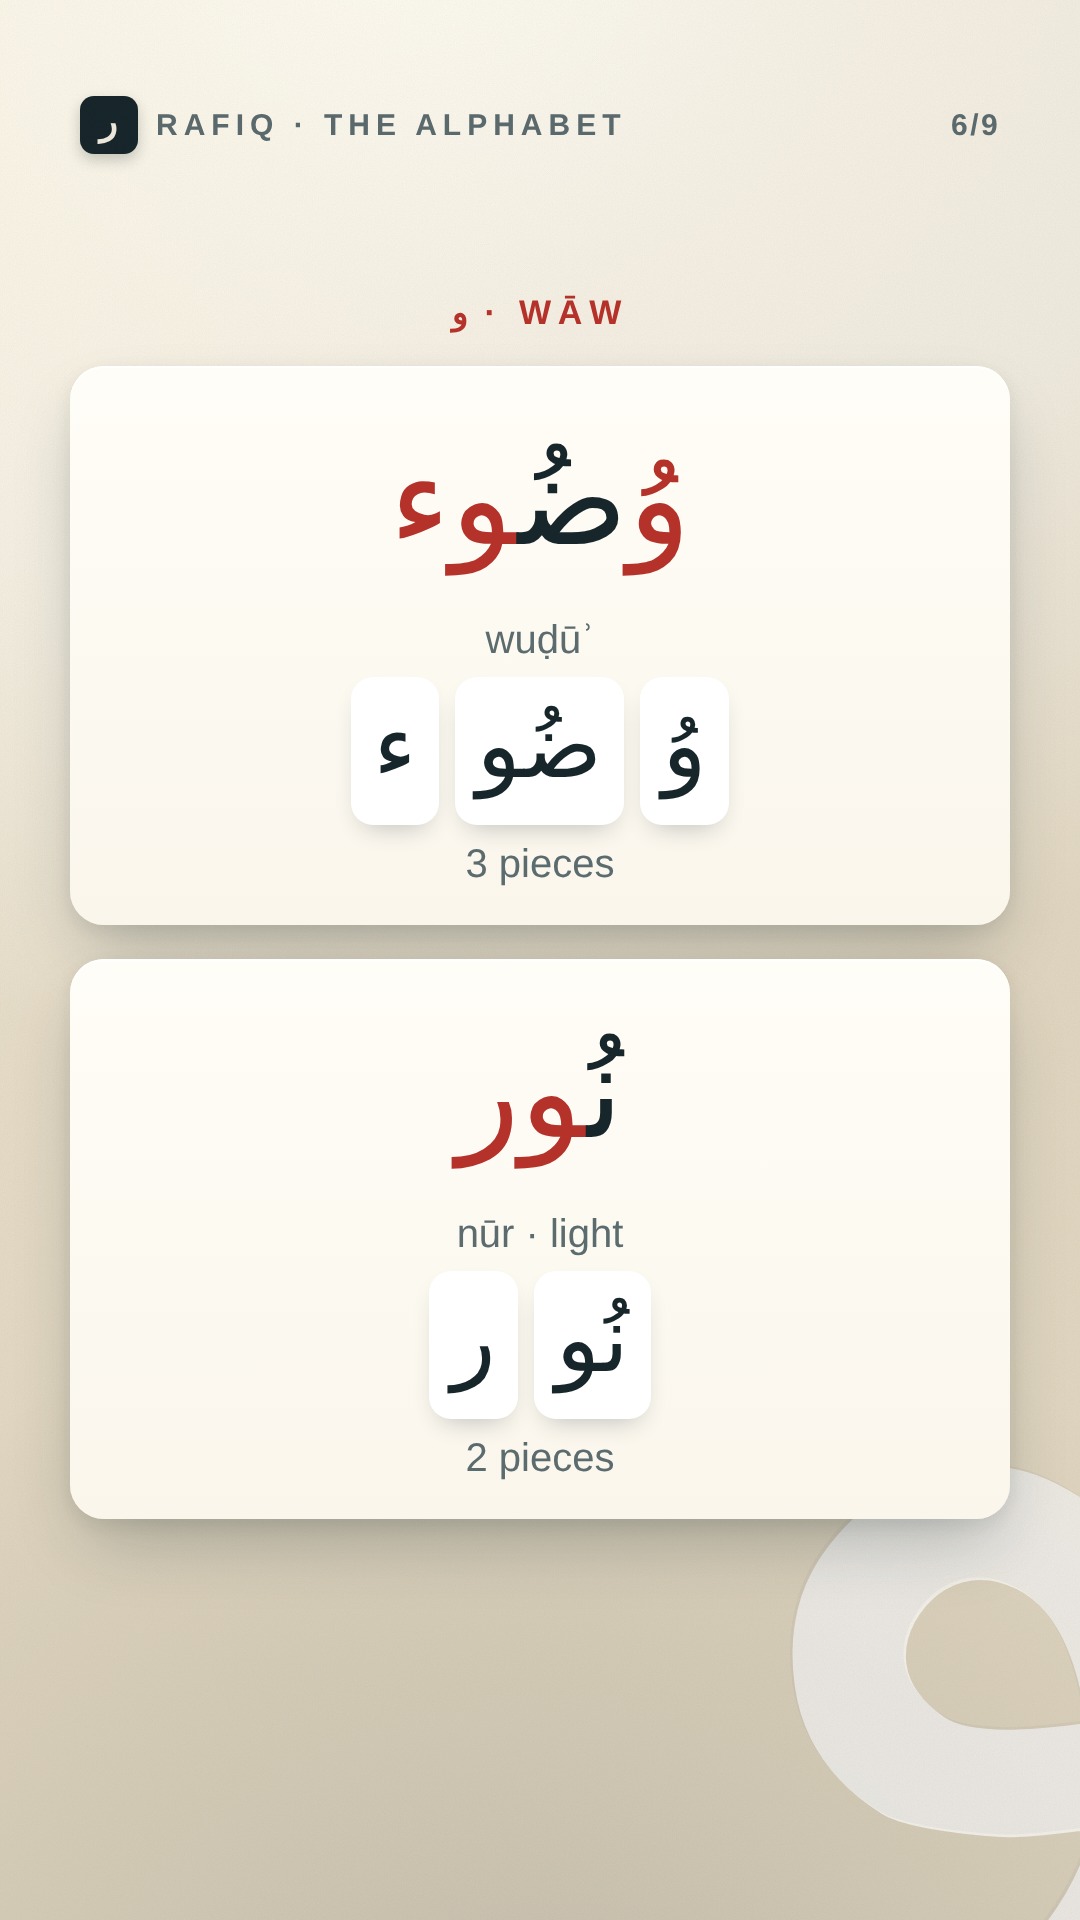 ر RAFIQ · THE ALPHABET 6/9
و · WĀW
وُضُوء
wuḍūʾ
وُ ضُو ء
3 pieces
نُور
nūr · light
نُو ر
2 pieces